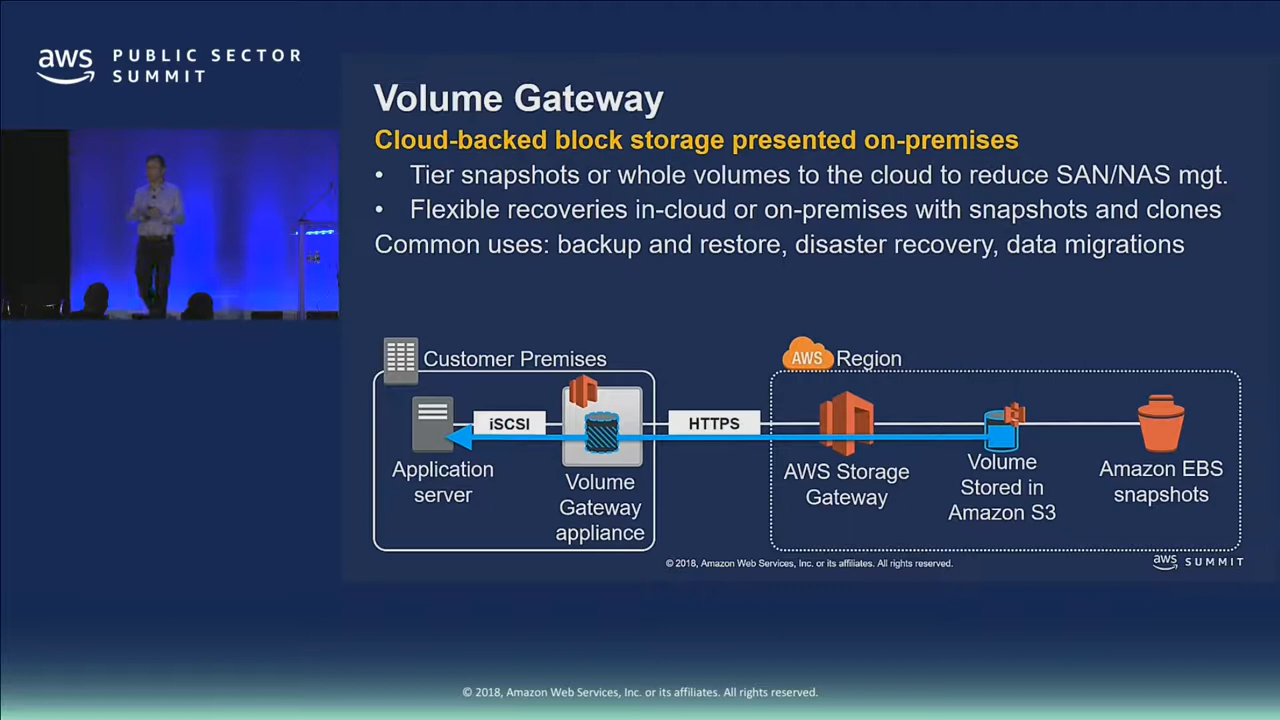 aws PUBLIC SECTOR
SUMMIT
Volume Gateway
Cloud-backed block storage presented on-premises
• Tier snapshots or whole volumes to the cloud to reduce SAN/NAS mgt.
• Flexible recoveries in-cloud or on-premises with snapshots and clones
Common uses: backup and restore, disaster recovery, data migrations
Customer Premises
AWS Region
iSCSI
HTTPS
Application
server
Volume
Gateway
appliance
AWS Storage
Gateway
Volume
Stored in
Amazon S3
Amazon EBS
snapshots
© 2018, Amazon Web Services, Inc. or its affiliates. All rights reserved.
aws SUMMIT
© 2018, Amazon Web Services, Inc. or its affiliates. All rights reserved.